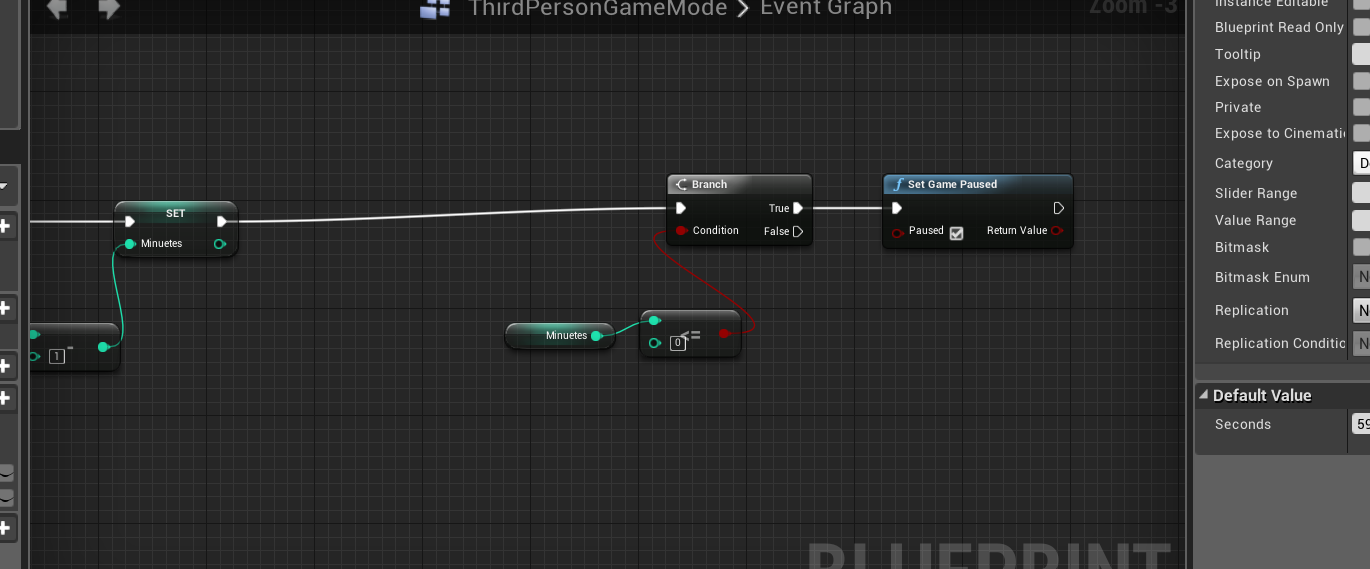 ThirdPersonGameMode > Event Graph
Zoom -3
Instance Editable
Blueprint Read Only
Tooltip
Expose on Spawn
Private
Expose to Cinemati
Category
D
Slider Range
Value Range
Bitmask
Bitmask Enum
N
Replication
N
Replication Conditio
N
Default Value
Seconds
59
SET
Minuetes
1
-
Branch
True
Condition
False
Set Game Paused
Paused
Return Value
Minuetes
<=
0
BLUEPRINT